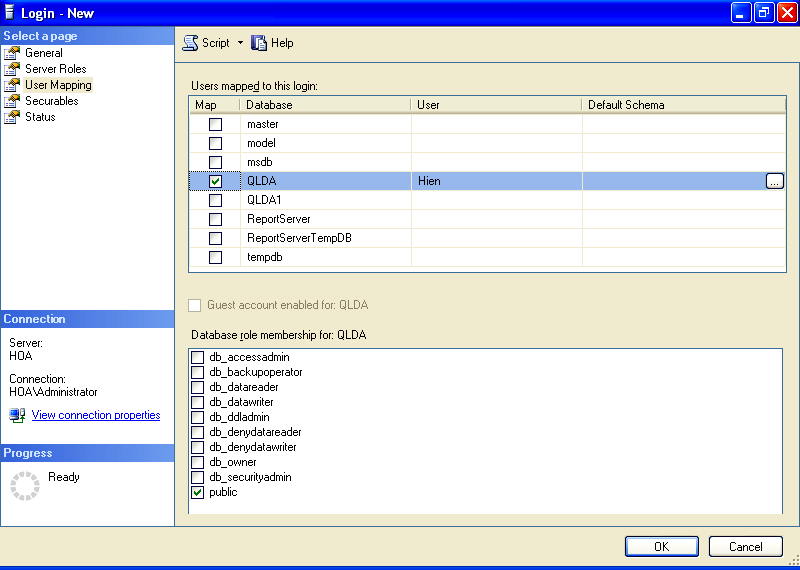 Login - New
Select a page
General
Server Roles
User Mapping
Securables
Status
Script Help
Users mapped to this login:
Map Database User Default Schema
master
model
msdb
QLDA Hien ...
QLDA1
ReportServer
ReportServerTempDB
tempdb
Guest account enabled for: QLDA
Database role membership for: QLDA
db_accessadmin
db_backupoperator
db_datareader
db_datawriter
db_ddladmin
db_denydatareader
db_denydatawriter
db_owner
db_securityadmin
public
Connection
Server:
HOA
Connection:
HOA\Administrator
View connection properties
Progress
Ready
OK Cancel